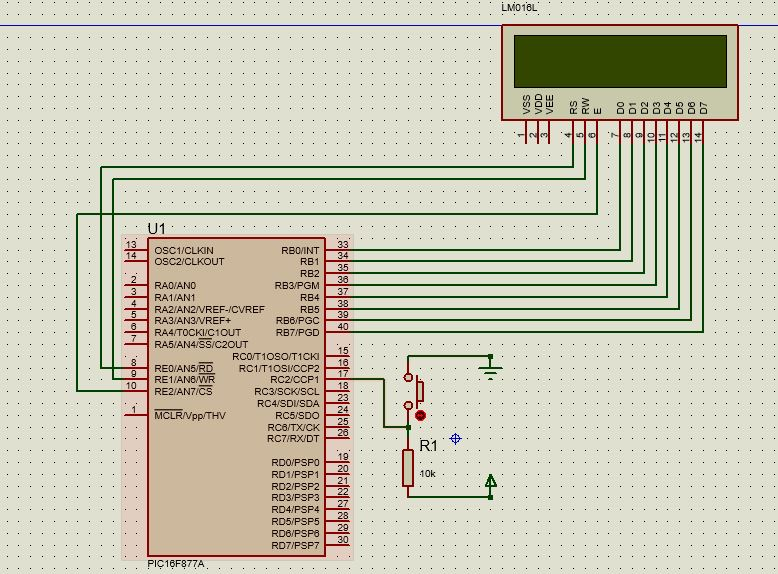 LM016L
VSS VDD VEE RS RW E D0 D1 D2 D3 D4 D5 D6 D7
1 2 3 4 5 6 7 8 9 10 11 12 13 14
U1
13 OSC1/CLKIN RB0/INT 33
14 OSC2/CLKOUT RB1 34
RB2 35
2 RA0/AN0 RB3/PGM 36
3 RA1/AN1 RB4 37
4 RA2/AN2/VREF-/CVREF RB5 38
5 RA3/AN3/VREF+ RB6/PGC 39
6 RA4/T0CKI/C1OUT RB7/PGD 40
7 RA5/AN4/SS/C2OUT
RC0/T1OSO/T1CKI 15
8 RE0/AN5/RD RC1/T1OSI/CCP2 16
9 RE1/AN6/WR RC2/CCP1 17
10 RE2/AN7/CS RC3/SCK/SCL 18
RC4/SDI/SDA 23
1 MCLR/Vpp/THV RC5/SDO 24
RC6/TX/CK 25
RC7/RX/DT 26
RD0/PSP0 19
RD1/PSP1 20
RD2/PSP2 21
RD3/PSP3 22
RD4/PSP4 27
RD5/PSP5 28
RD6/PSP6 29
RD7/PSP7 30
PIC16F877A
R1
10k